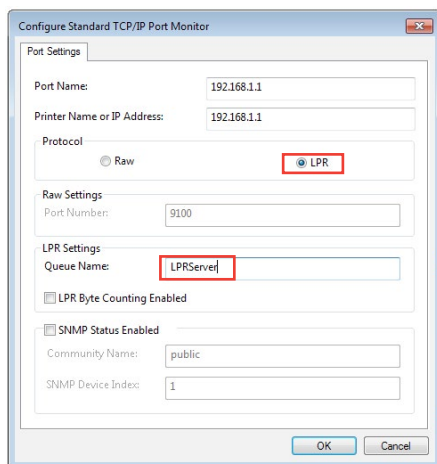 Configure Standard TCP/IP Port Monitor
Port Settings
Port Name: 192.168.1.1
Printer Name or IP Address: 192.168.1.1
Protocol
Raw LPR
Raw Settings
Port Number: 9100
LPR Settings
Queue Name: LPRServer
LPR Byte Counting Enabled
SNMP Status Enabled
Community Name: public
SNMP Device Index: 1
OK Cancel